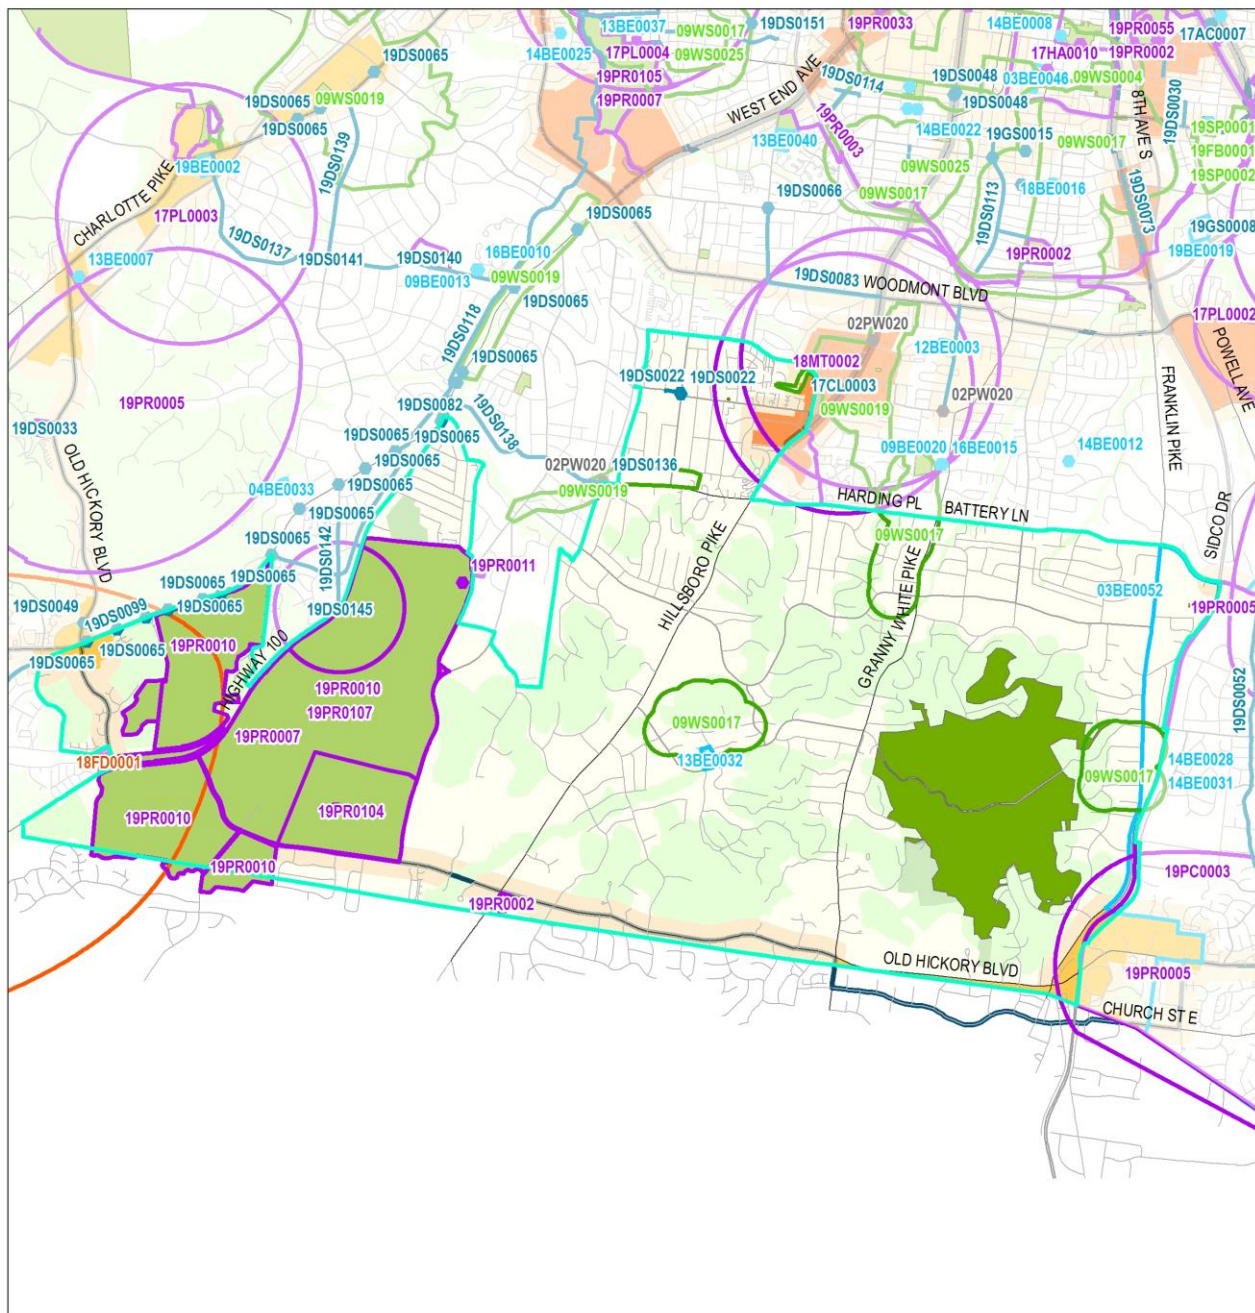 13BE0037
09WS0017
19DS0151
19PR0033
14BE0008
19PR0055
17AC0007
14BE0025
17PL0004
09WS0025
17HA0010
19PR0002
19DS0065
19PR0105
WEST END AVE
19DS0048
03BE0046
09WS0004
19DS0065
09WS0019
19PR0007
19DS0114
19DS0048
8TH AVE S
19DS0030
19DS0065
19DS0139
13BE0040
19PR0003
14BE0022
19GS0015
09WS0017
19SP0001
19BE0002
09WS0025
19FB0001
CHARLOTTE PIKE
19DS0066
09WS0017
19DS0113
18BE0016
19SP0002
17PL0003
19DS0065
19DS0073
19GS0008
19DS0137
16BE0010
19PR0002
19BE0019
13BE0007
19DS0141
19DS0140
09BE0013
09WS0019
19DS0083
WOODMONT BLVD
19DS0065
17PL0002
19DS0118
02PW020
12BE0003
POWELL AVE
19DS0065
18MT0002
19DS0022
19DS0022
17CL0003
FRANKLIN PIKE
19PR0005
19DS0082
09WS0019
02PW020
19DS0033
19DS0065
19DS0065
19DS0138
OLD HICKORY BLVD
19DS0065
02PW020
19DS0136
09BE0020
16BE0015
14BE0012
04BE0033
19DS0065
09WS0019
HARDING PL
BATTERY LN
SIDCO DR
19DS0065
19DS0142
HILLSBORO PIKE
09WS0017
19DS0065
19DS0065
19PR0011
GRANNY WHITE PIKE
03BE0052
19DS0049
19DS0099
19DS0065
19DS0145
19PR0005
19DS0065
19DS0065
19PR0010
HIGHWAY 100
19PR0010
19DS0052
19PR0107
09WS0017
19PR0007
13BE0032
14BE0028
18FD0001
09WS0017
14BE0031
19PR0010
19PR0104
19PR0010
19PC0003
19PR0002
OLD HICKORY BLVD
19PR0005
CHURCH ST E